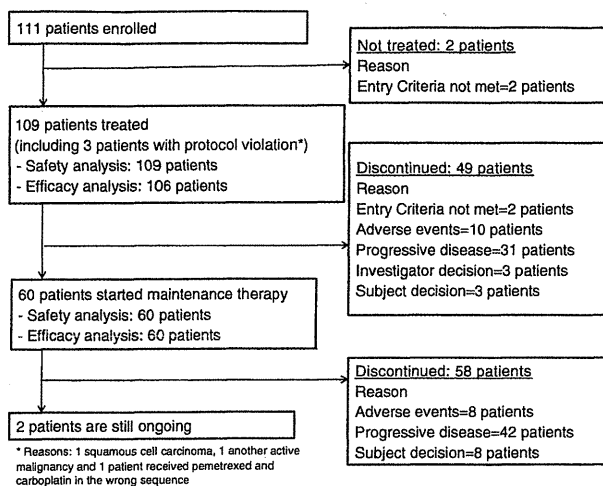 111 patients enrolled
Not treated: 2 patients
Reason
Entry Criteria not met=2 patients
109 patients treated
(including 3 patients with protocol violation*)
- Safety analysis: 109 patients
- Efficacy analysis: 106 patients
Discontinued: 49 patients
Reason
Entry Criteria not met=2 patients
Adverse events=10 patients
Progressive disease=31 patients
Investigator decision=3 patients
Subject decision=3 patients
60 patients started maintenance therapy
- Safety analysis: 60 patients
- Efficacy analysis: 60 patients
Discontinued: 58 patients
Reason
Adverse events=8 patients
Progressive disease=42 patients
Subject decision=8 patients
2 patients are still ongoing
* Reasons: 1 squamous cell carcinoma, 1 another active
malignancy and 1 patient received pemetrexed and
carboplatin in the wrong sequence